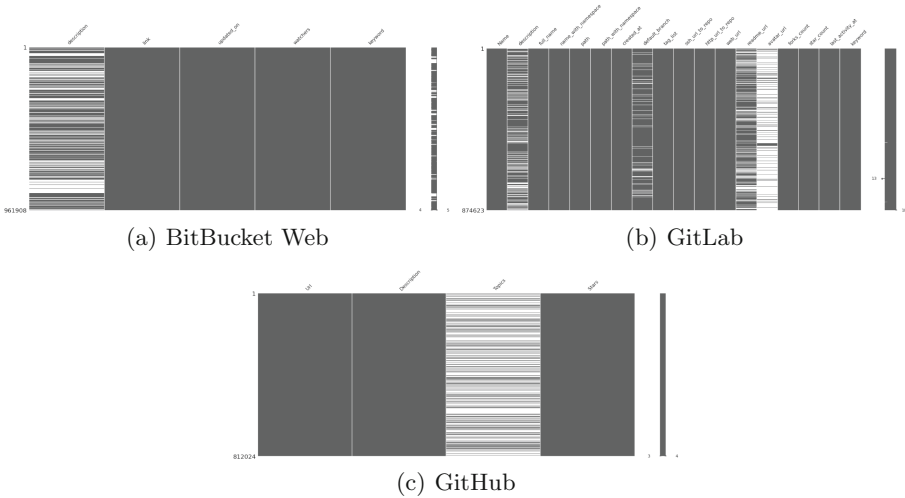 description link updated_on watchers keyword
1
961908
4 5
(a) BitBucket Web
Name description full_name name_with_namespace path path_with_namespace created_at default_branch tag_list ssh_url_to_repo http_url_to_repo web_url readme_url avatar_url forks_count star_count last_activity_at keyword
1
13
874623
(b) GitLab
Url Description Topics Stars
1
812024
3 4
(c) GitHub